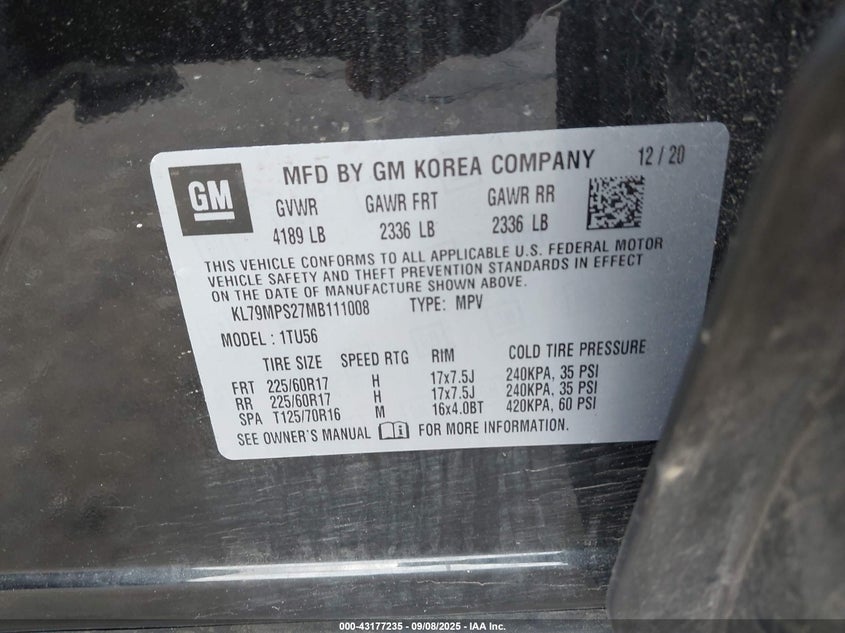 GM
MFD BY GM KOREA COMPANY 12 / 20
GVWR GAWR FRT GAWR RR
4189 LB 2336 LB 2336 LB
THIS VEHICLE CONFORMS TO ALL APPLICABLE U.S. FEDERAL MOTOR
VEHICLE SAFETY AND THEFT PREVENTION STANDARDS IN EFFECT
ON THE DATE OF MANUFACTURE SHOWN ABOVE.
KL79MPS27MB111008 TYPE: MPV
MODEL : 1TU56
TIRE SIZE SPEED RTG RIM COLD TIRE PRESSURE
FRT 225/60R17 H 17x7.5J 240KPA, 35 PSI
RR 225/60R17 H 17x7.5J 240KPA, 35 PSI
SPA T125/70R16 M 16x4.0BT 420KPA, 60 PSI
SEE OWNER'S MANUAL FOR MORE INFORMATION.
000-43177235 - 09/08/2025 - IAA Inc.